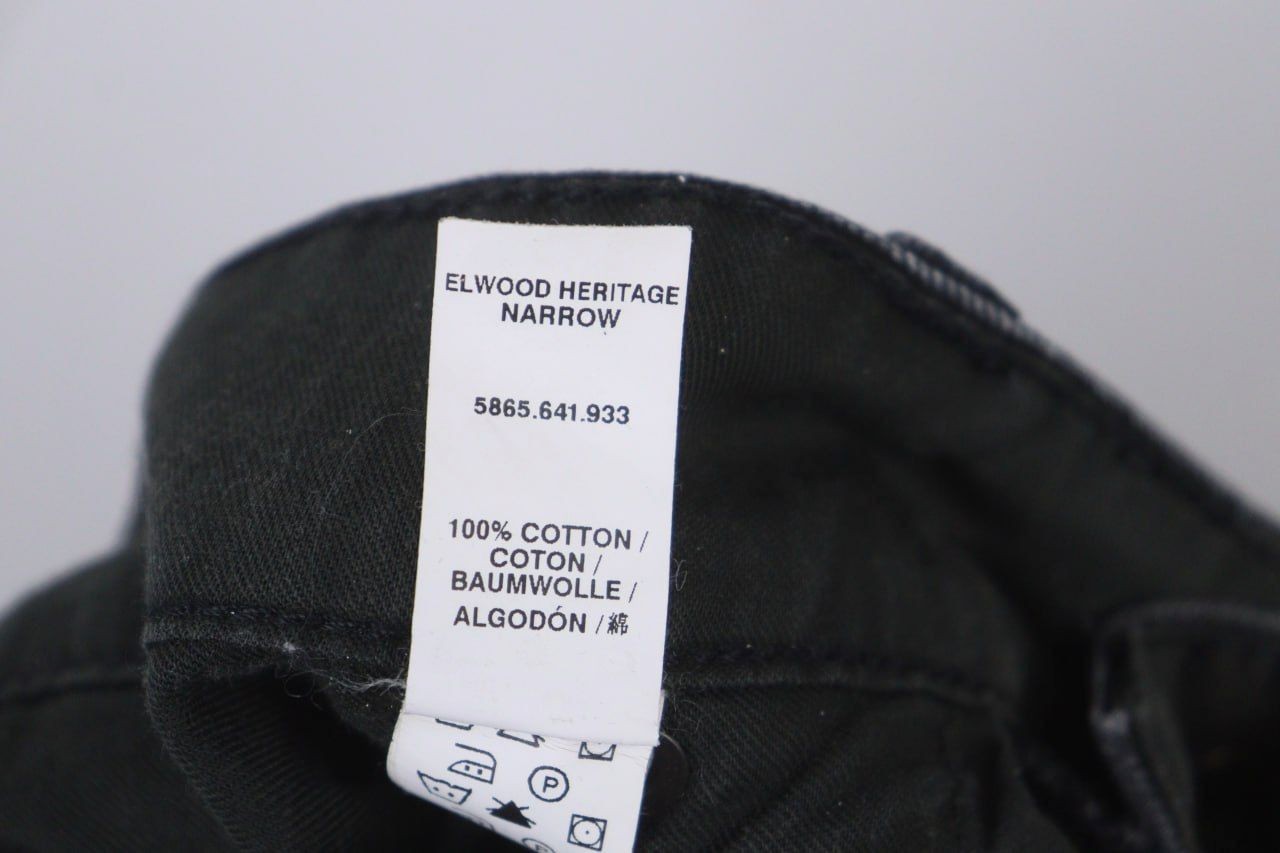 ELWOOD HERITAGE
NARROW
5865.641.933
100% COTTON /
COTON /
BAUMWOLLE /
ALGODÓN / 綿
P